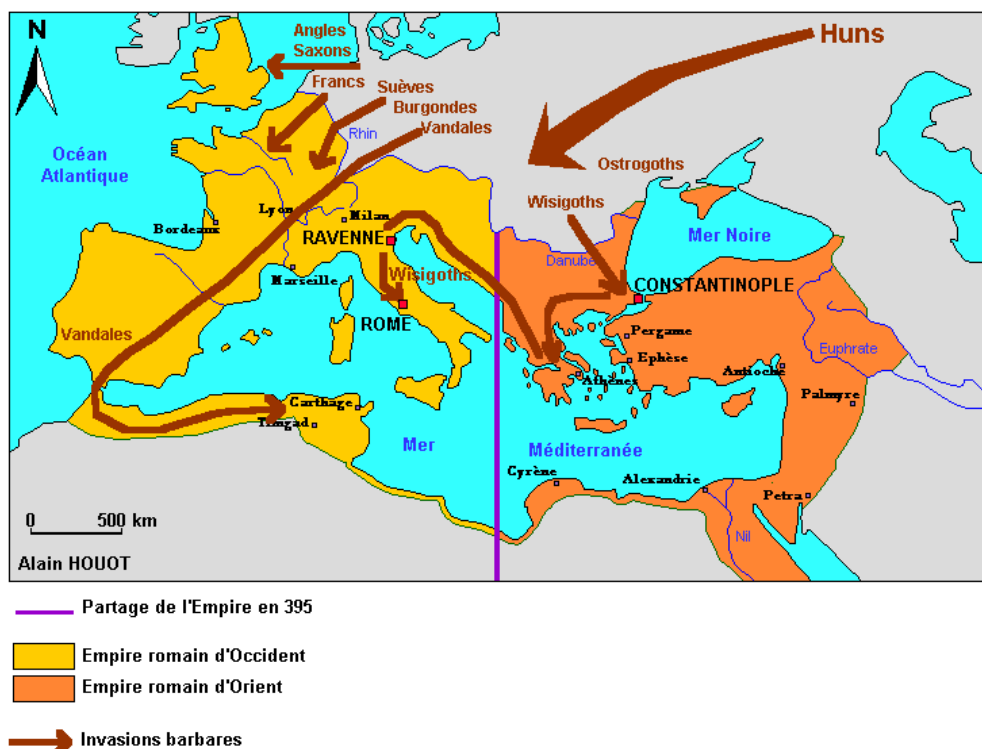 N
Angles
Saxons
Huns
Francs
Suèves
Burgondes
Vandales
Rhin
Océan
Atlantique
Ostrogoths
Wisigoths
Lyon
Milan
Bordeaux
RAVENNE
Mer Noire
Danube
Marseille
Wisigoths
CONSTANTINOPLE
ROME
Vandales
Pergame
Ephèse
Euphrate
Athènes
Antioche
Carthage
Palmyre
Timgad
Mer
Méditerranée
Cyrène
Alexandrie
Petra
0 500 km
Nil
Alain HOUOT
Partage de l'Empire en 395
Empire romain d'Occident
Empire romain d'Orient
Invasions barbares